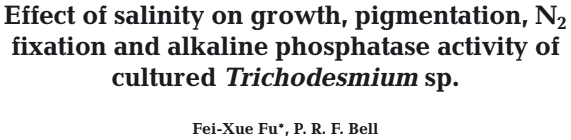 Effect of salinity on growth, pigmentation, N₂
fixation and alkaline phosphatase activity of
cultured Trichodesmium sp.
Fei-Xue Fu*, P. R. F. Bell